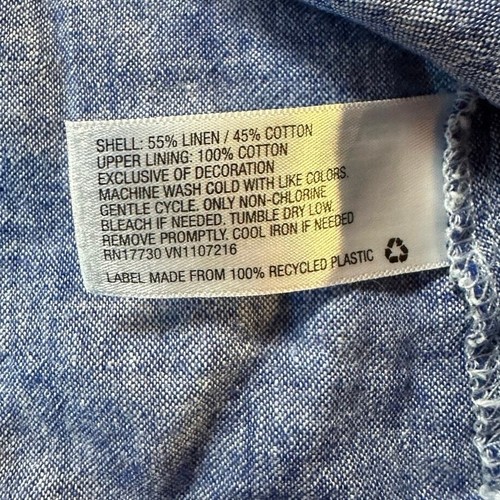 SHELL: 55% LINEN / 45% COTTON
UPPER LINING: 100% COTTON
EXCLUSIVE OF DECORATION
MACHINE WASH COLD WITH LIKE COLORS.
GENTLE CYCLE. ONLY NON-CHLORINE
BLEACH IF NEEDED. TUMBLE DRY LOW.
REMOVE PROMPTLY. COOL IRON IF NEEDED
RN17730 VN1107216
LABEL MADE FROM 100% RECYCLED PLASTIC